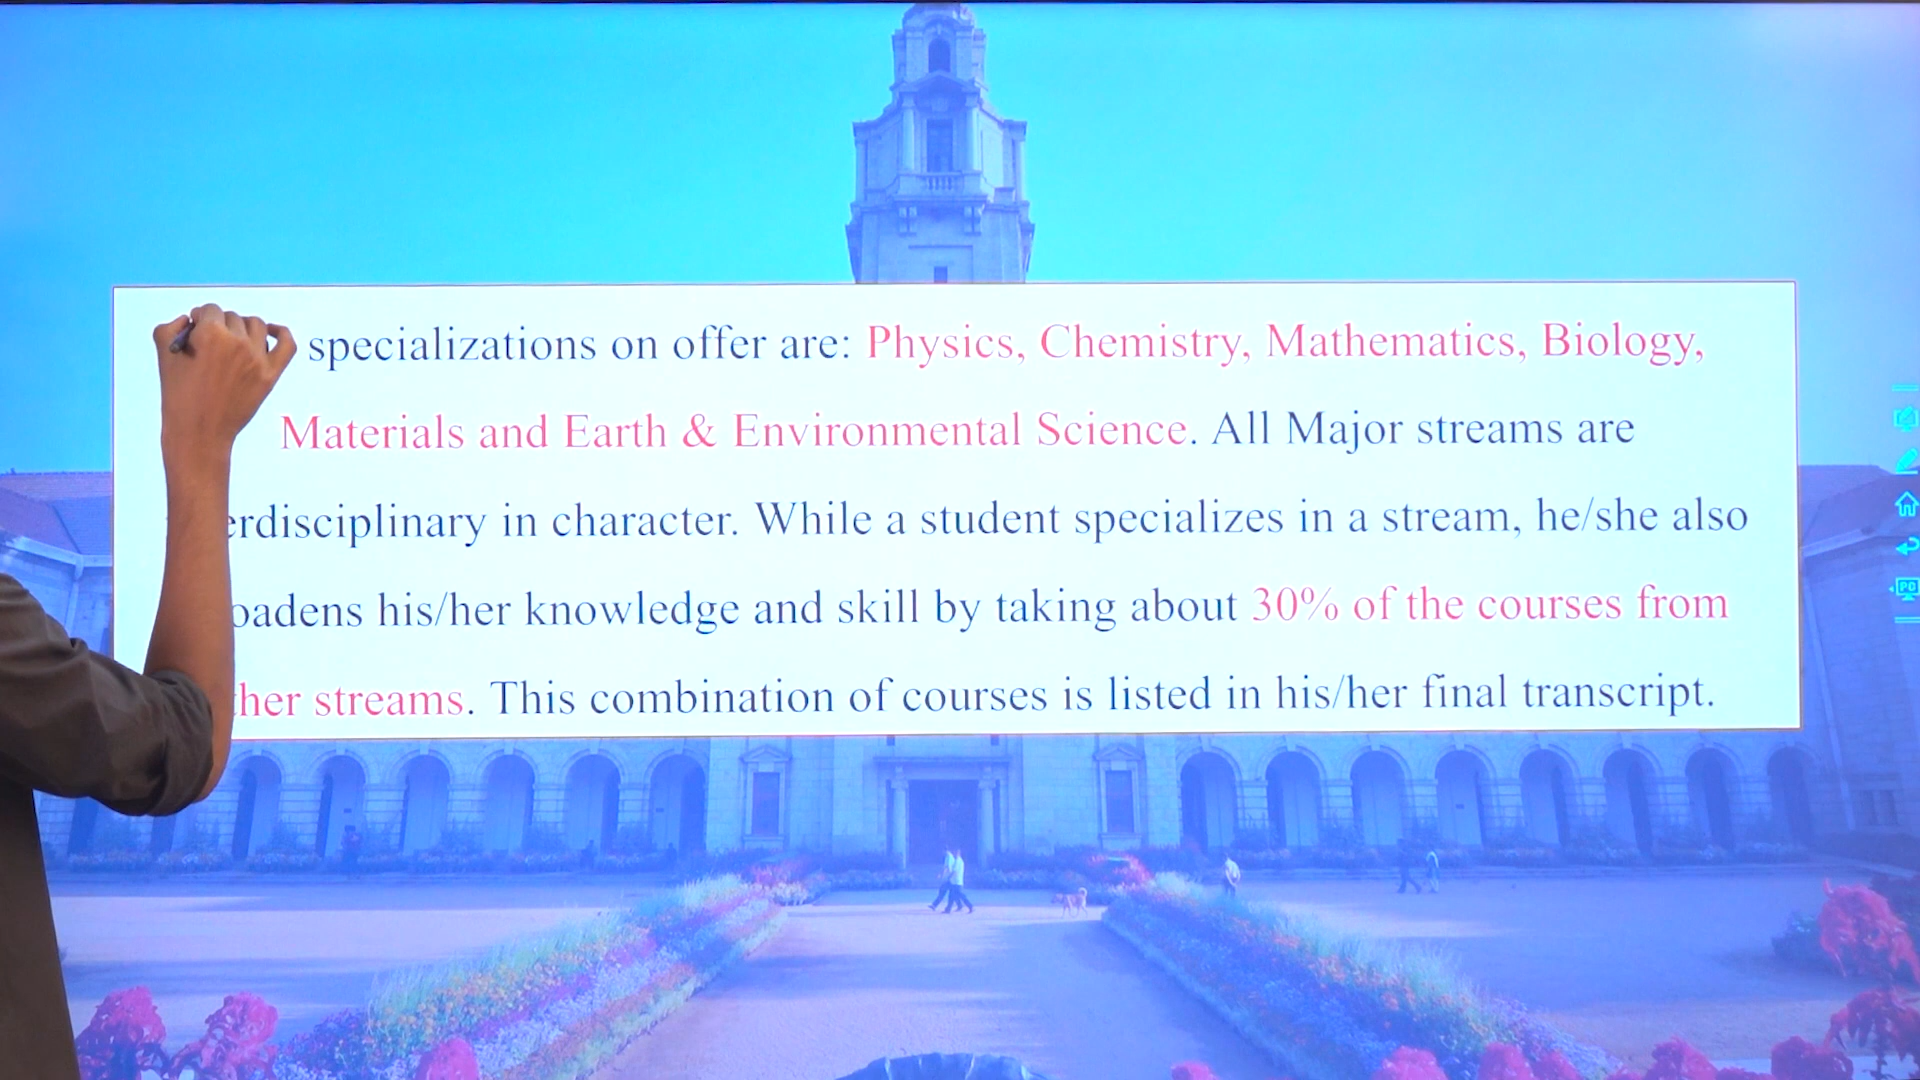 specializations on offer are: Physics, Chemistry, Mathematics, Biology,
Materials and Earth & Environmental Science. All Major streams are
erdisciplinary in character. While a student specializes in a stream, he/she also
oadens his/her knowledge and skill by taking about 30% of the courses from
ther streams. This combination of courses is listed in his/her final transcript.